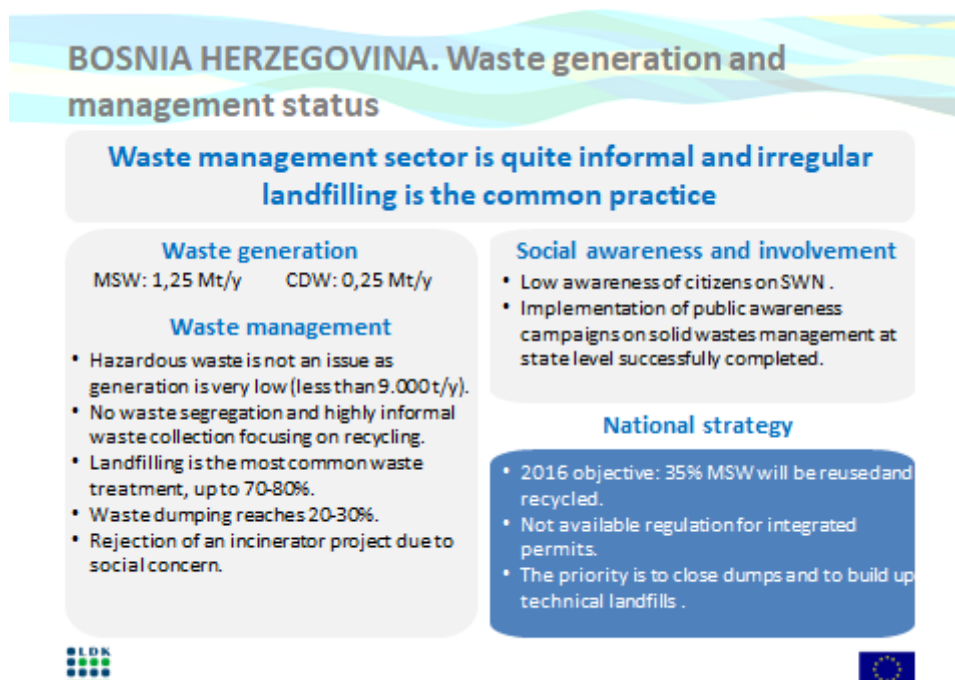 BOSNIA HERZEGOVINA. Waste generation and
management status
Waste management sector is quite informal and irregular
landfilling is the common practice
Waste generation
MSW: 1,25 Mt/y CDW: 0,25 Mt/y
Waste management
• Hazardous waste is not an issue as
generation is very low (less than 9.000 t/y).
• No waste segregation and highly informal
waste collection focusing on recycling.
• Landfilling is the most common waste
treatment, up to 70-80%.
• Waste dumping reaches 20-30%.
• Rejection of an incinerator project due to
social concern.
Social awareness and involvement
• Low awareness of citizens on SWN .
• Implementation of public awareness
campaigns on solid wastes management at
state level successfully completed.
National strategy
• 2016 objective: 35% MSW will be reusedand
recycled.
• Not available regulation for integrated
permits.
• The priority is to close dumps and to build up
technical landfills .
LDK